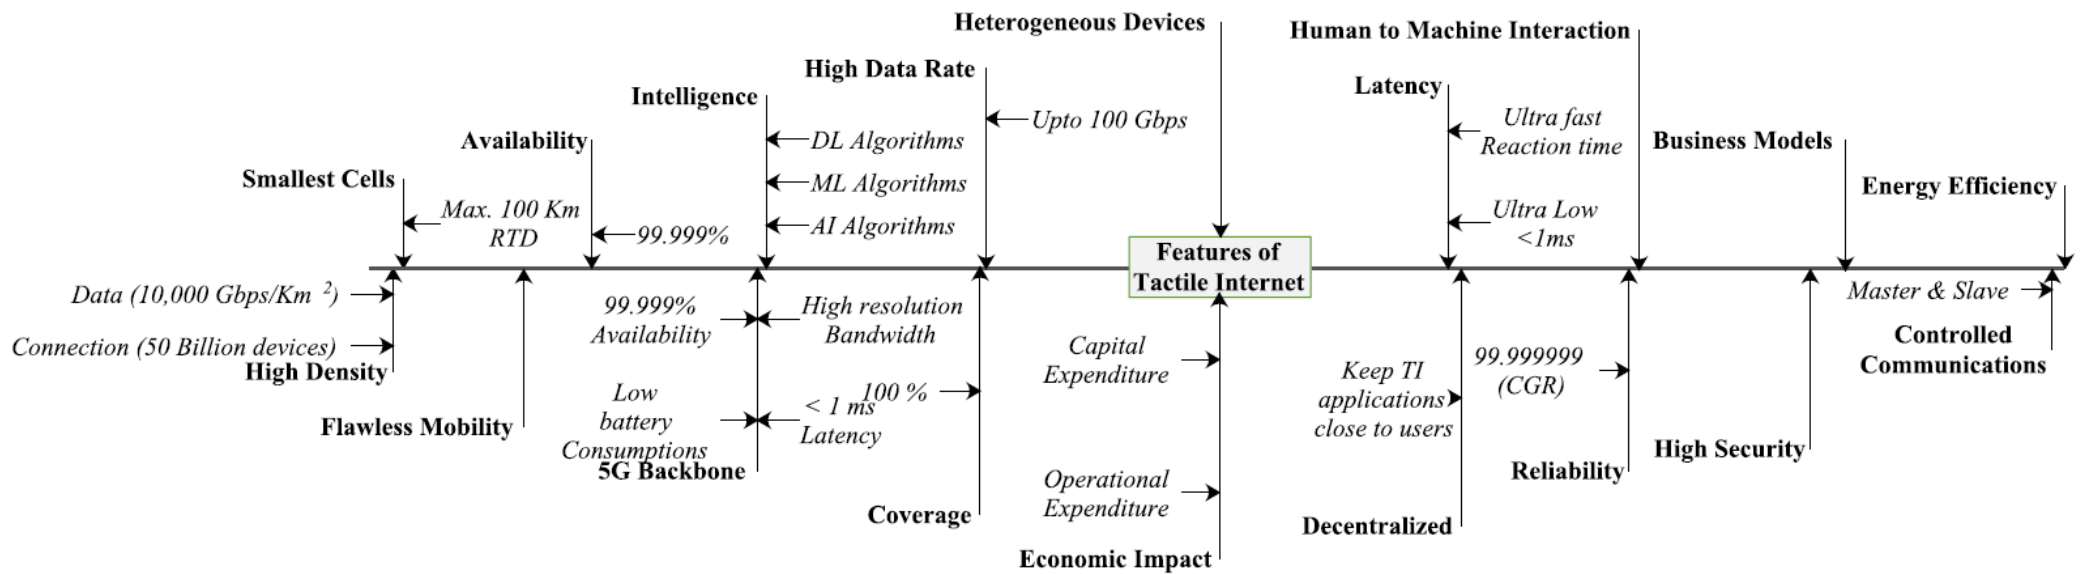 Heterogeneous Devices
Human to Machine Interaction
High Data Rate
Latency
Intelligence
Upto 100 Gbps
Ultra fast
Reaction time
Availability
DL Algorithms
Business Models
Smallest Cells
ML Algorithms
Energy Efficiency
Max. 100 Km
RTD
99.999%
AI Algorithms
Ultra Low
<1ms
Features of
Tactile Internet
Data (10,000 Gbps/Km 2)
Connection (50 Billion devices)
High Density
99.999%
Availability
High resolution
Bandwidth
Master & Slave
Controlled
Communications
Capital
Expenditure
Keep TI
applications
close to users
99.999999
(CGR)
Flawless Mobility
Low
battery
Consumptions
< 1 ms
Latency
100 %
5G Backbone
High Security
Reliability
Operational
Expenditure
Coverage
Decentralized
Economic Impact